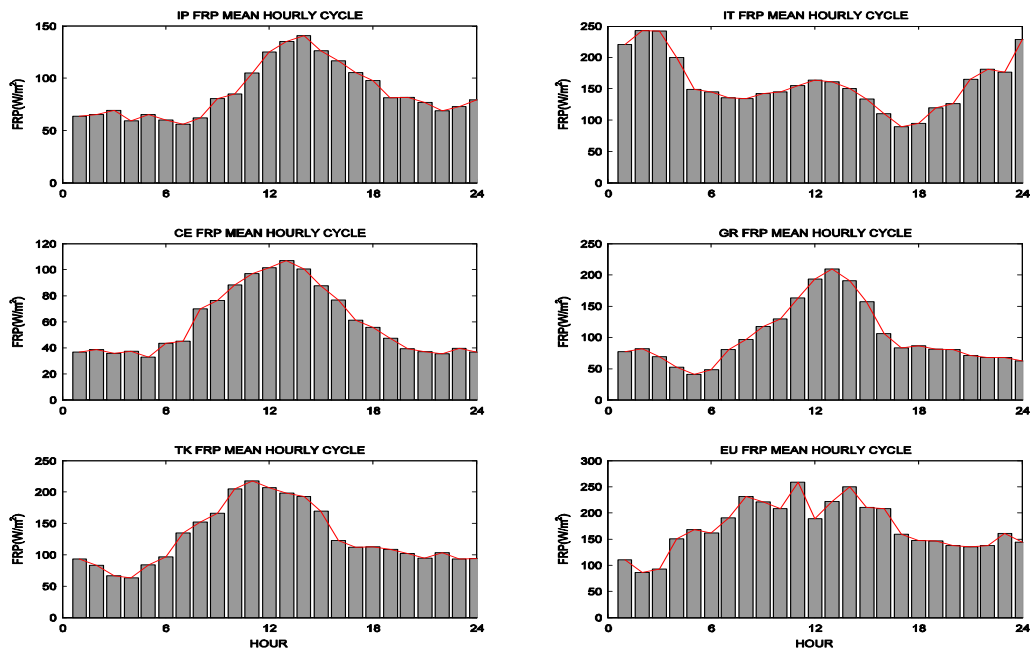 IP FRP MEAN HOURLY CYCLE
FRP(W/m²)
150
100
50
0
0 6 12 18 24
IT FRP MEAN HOURLY CYCLE
FRP(W/m²)
250
200
150
100
50
0
0 6 12 18 24
CE FRP MEAN HOURLY CYCLE
FRP(W/m²)
120
100
80
60
40
20
0
0 6 12 18 24
GR FRP MEAN HOURLY CYCLE
FRP(W/m²)
250
200
150
100
50
0
0 6 12 18 24
TK FRP MEAN HOURLY CYCLE
FRP(W/m²)
250
200
150
100
50
0
0 6 12 18 24
HOUR
EU FRP MEAN HOURLY CYCLE
FRP(W/m²)
300
250
200
150
100
50
0
0 6 12 18 24
HOUR